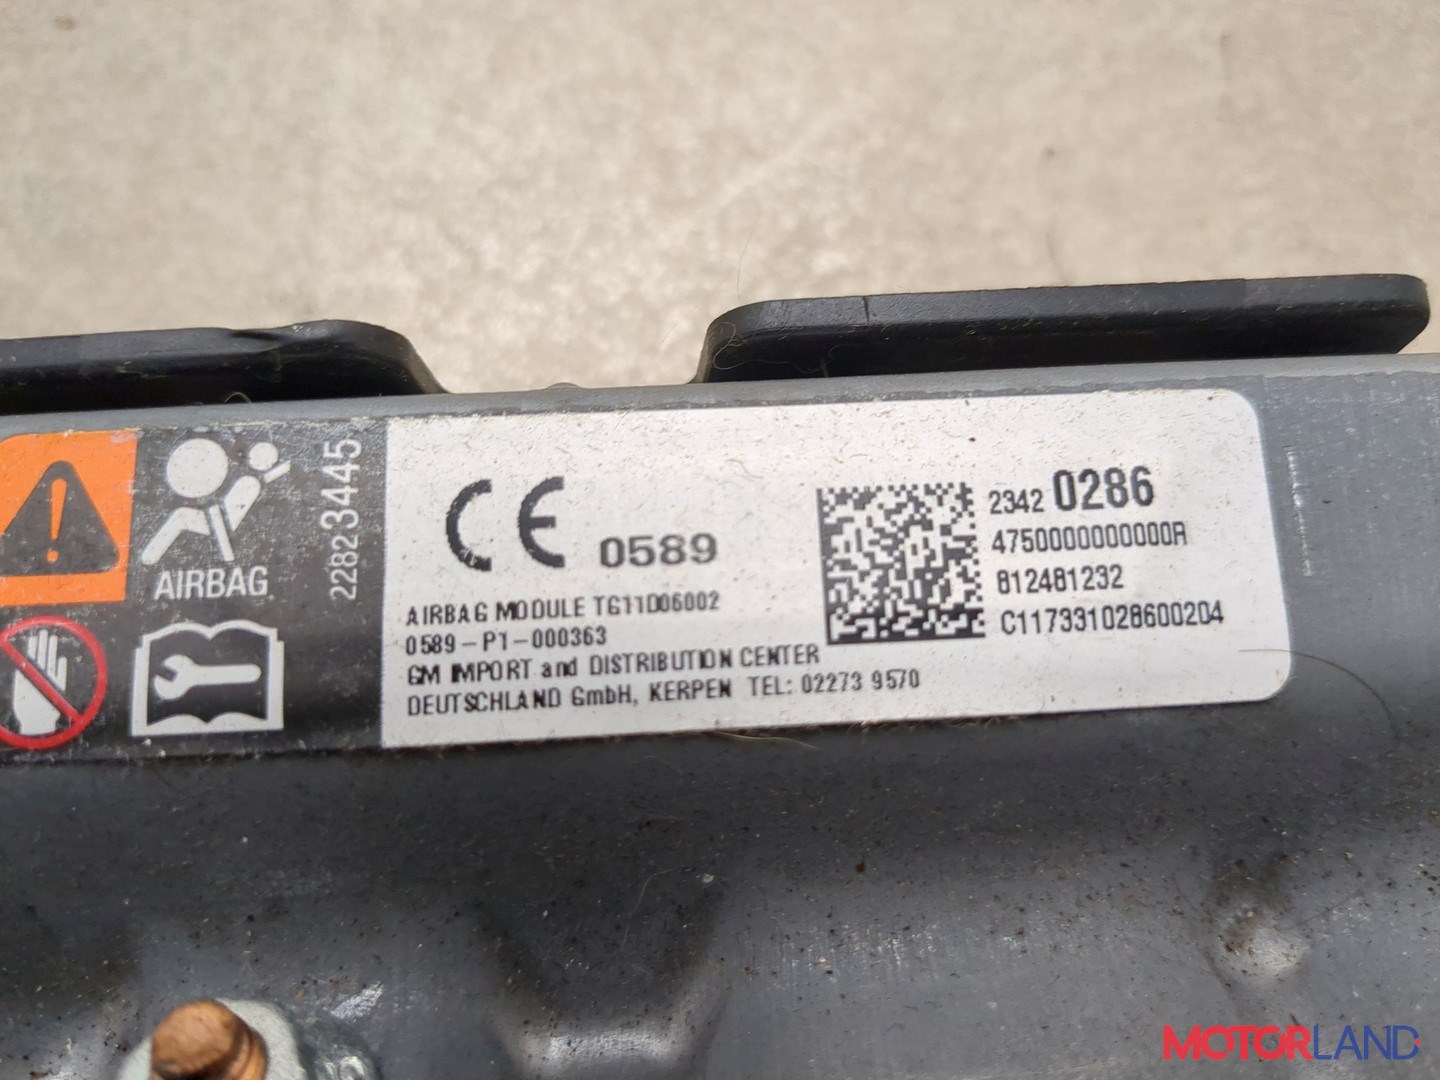 AIRBAG
22823445
CE 0589
AIRBAG MODULE TG11D06002
0589-P1-000363
GM IMPORT and DISTRIBUTION CENTER
DEUTSCHLAND GmbH, KERPEN TEL: 02273 9570
2342 0286
4750000000000R
812481232
C117331028600204
MOTORLAND